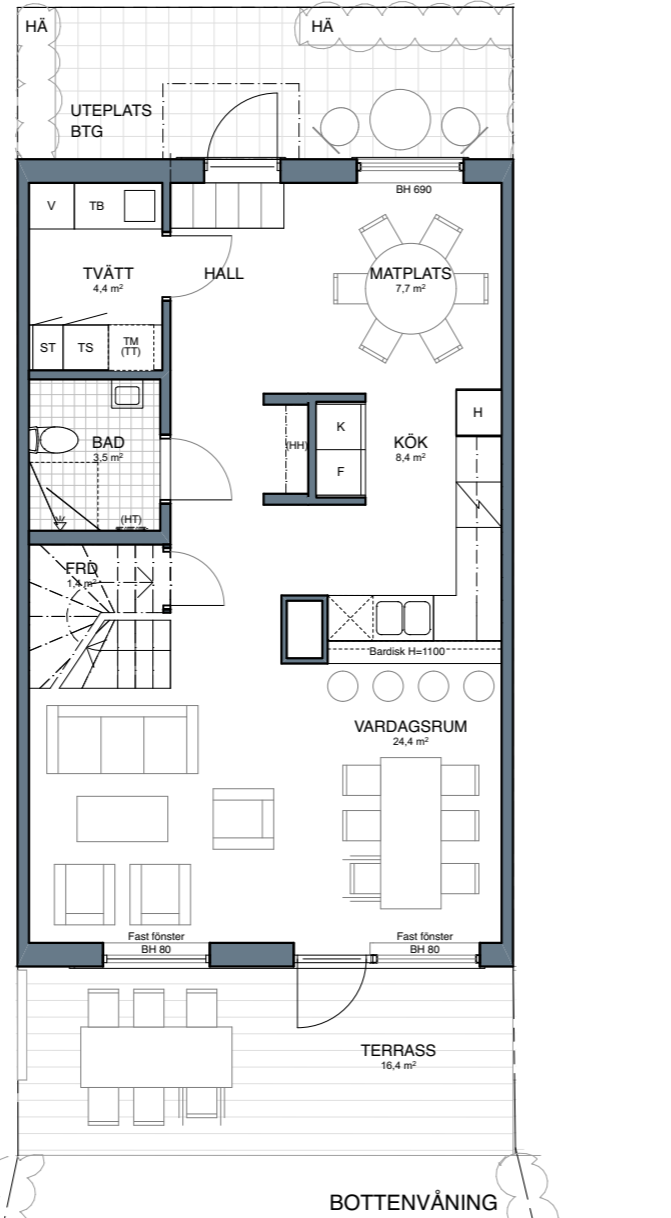 HÄ
HÄ
UTEPLATS
BTG
BH 690
V
TB
TVÄTT
4,4 m²
HALL
MATPLATS
7,7 m²
ST
TS
TM
(TT)
H
K
BAD
3,5 m²
(HH)
KÖK
8,4 m²
F
(HT)
FRD
1,4 m²
Bardisk H=1100
VARDAGSRUM
24,4 m²
Fast fönster
BH 80
Fast fönster
BH 80
TERRASS
16,4 m²
BOTTENVÅNING